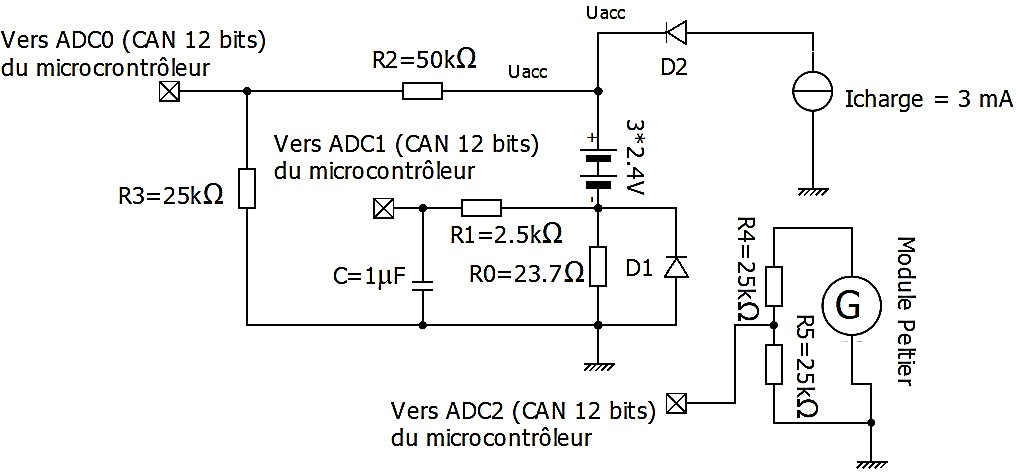 Uacc
Vers ADC0 (CAN 12 bits)
du microcrontrôleur
R2=50kΩ
Uacc
D2
Icharge = 3 mA
Vers ADC1 (CAN 12 bits)
du microcontrôleur
+
3*2.4V
-
R3=25kΩ
R1=2.5kΩ
C=1µF
R0=23.7Ω
D1
R4=25kΩ
R5=25kΩ
G
Module Peltier
Vers ADC2 (CAN 12 bits)
du microcontrôleur